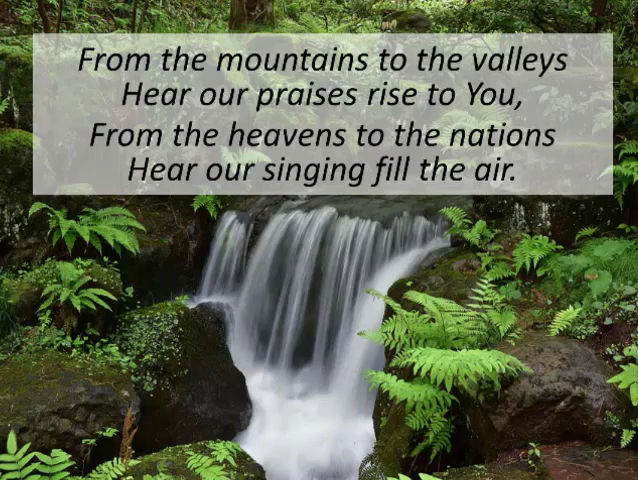 From the mountains to the valleys
Hear our praises rise to You,
From the heavens to the nations
Hear our singing fill the air.